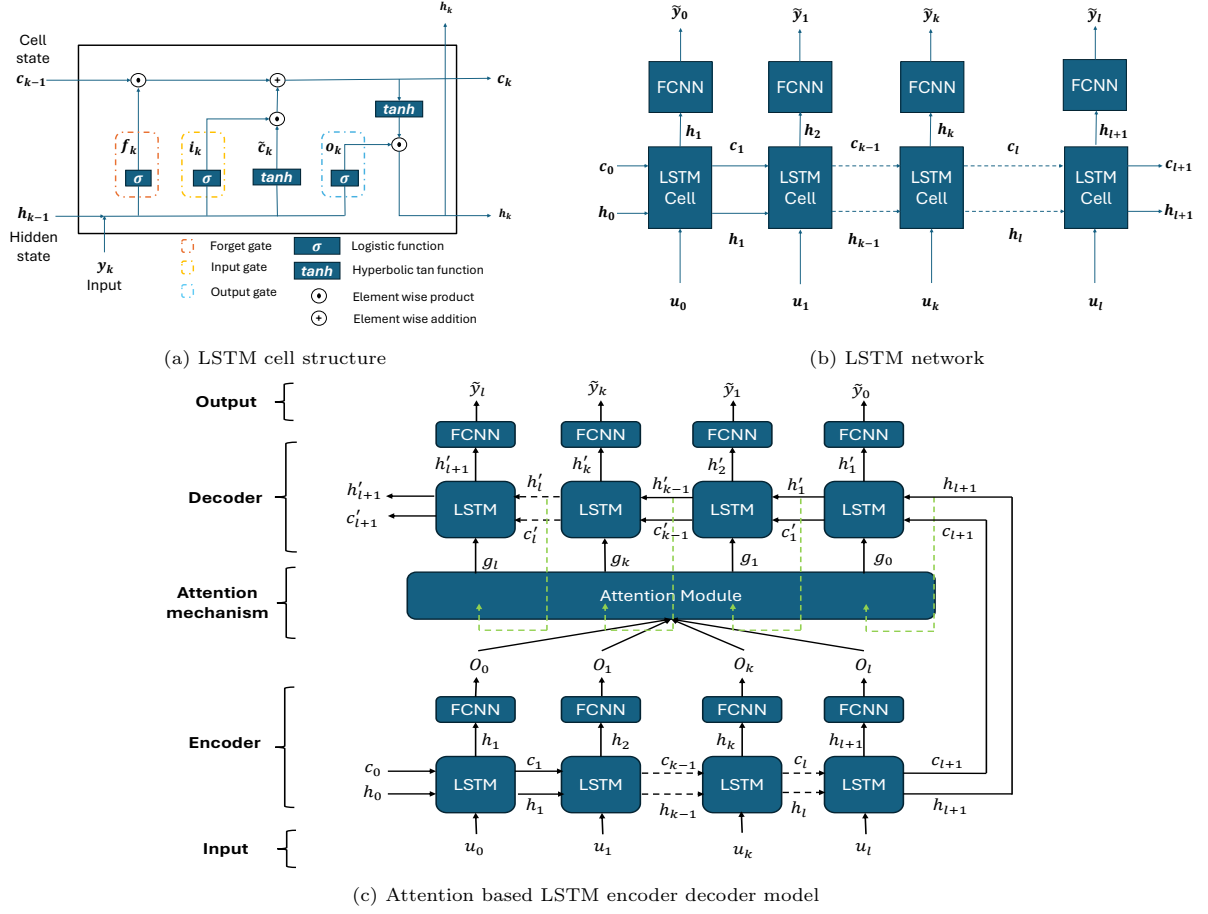 h_k
Cell state
c_{k-1}
c_k
tanh
f_k
i_k
c̃_k
o_k
σ
σ
tanh
σ
h_{k-1}
h_k
Hidden state
y_k
Input
Forget gate
Input gate
Output gate
σ Logistic function
tanh Hyperbolic tan function
Element wise product
Element wise addition
(a) LSTM cell structure
ỹ_0 ỹ_1 ỹ_k ỹ_l
FCNN FCNN FCNN FCNN
h_1 h_2 h_k h_{l+1}
c_0 c_1 c_{k-1} c_l c_{l+1}
LSTM Cell LSTM Cell LSTM Cell LSTM Cell
h_0 h_1 h_{k-1} h_l h_{l+1}
u_0 u_1 u_k u_l
(b) LSTM network
Output
ỹ_l ỹ_k ỹ_1 ỹ_0
FCNN FCNN FCNN FCNN
h′_{l+1} h′_k h′_2 h′_1
Decoder
h′_{l+1} h′_l h′_{k-1} h′_1 h_{l+1}
LSTM LSTM LSTM LSTM
c′_{l+1} c′_l c′_{k-1} c′_1 c_{l+1}
g_l g_k g_1 g_0
Attention mechanism
Attention Module
O_0 O_1 O_k O_l
Encoder
FCNN FCNN FCNN FCNN
h_1 h_2 h_k h_{l+1}
c_0 c_1 c_{k-1} c_l c_{l+1}
LSTM LSTM LSTM LSTM
h_0 h_1 h_{k-1} h_l h_{l+1}
Input
u_0 u_1 u_k u_l
(c) Attention based LSTM encoder decoder model